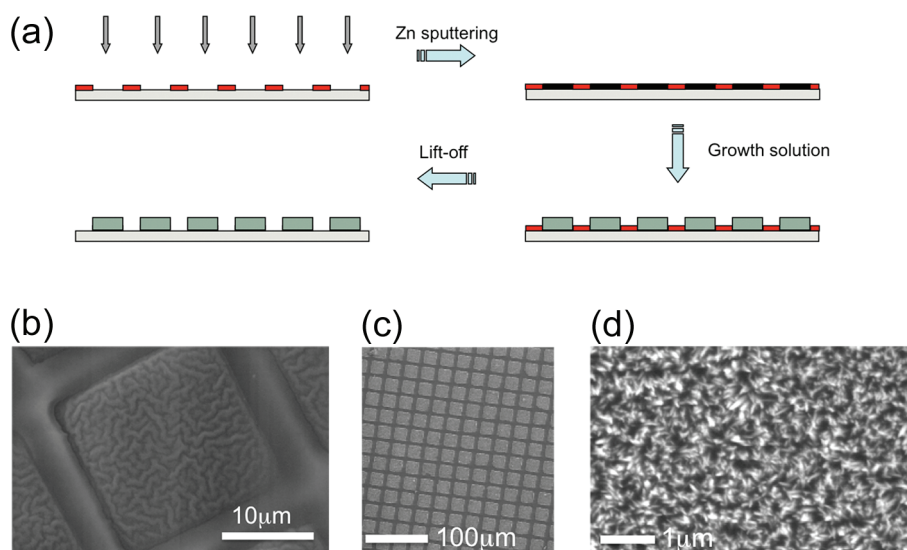 (a)
Zn sputtering
Lift-off
Growth solution
(b)
(c)
(d)
10μm
100μm
1μm